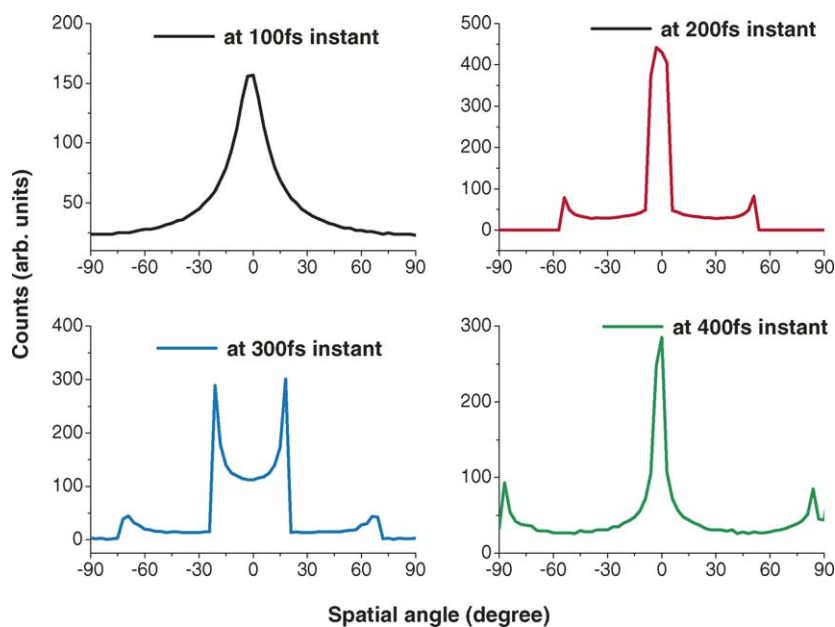 at 100fs instant
200
150
100
50
-90 -60 -30 0 30 60 90
at 200fs instant
500
400
300
200
100
0
-90 -60 -30 0 30 60 90
Counts (arb. units)
at 300fs instant
400
300
200
100
0
-90 -60 -30 0 30 60 90
at 400fs instant
300
200
100
0
-90 -60 -30 0 30 60 90
Spatial angle (degree)